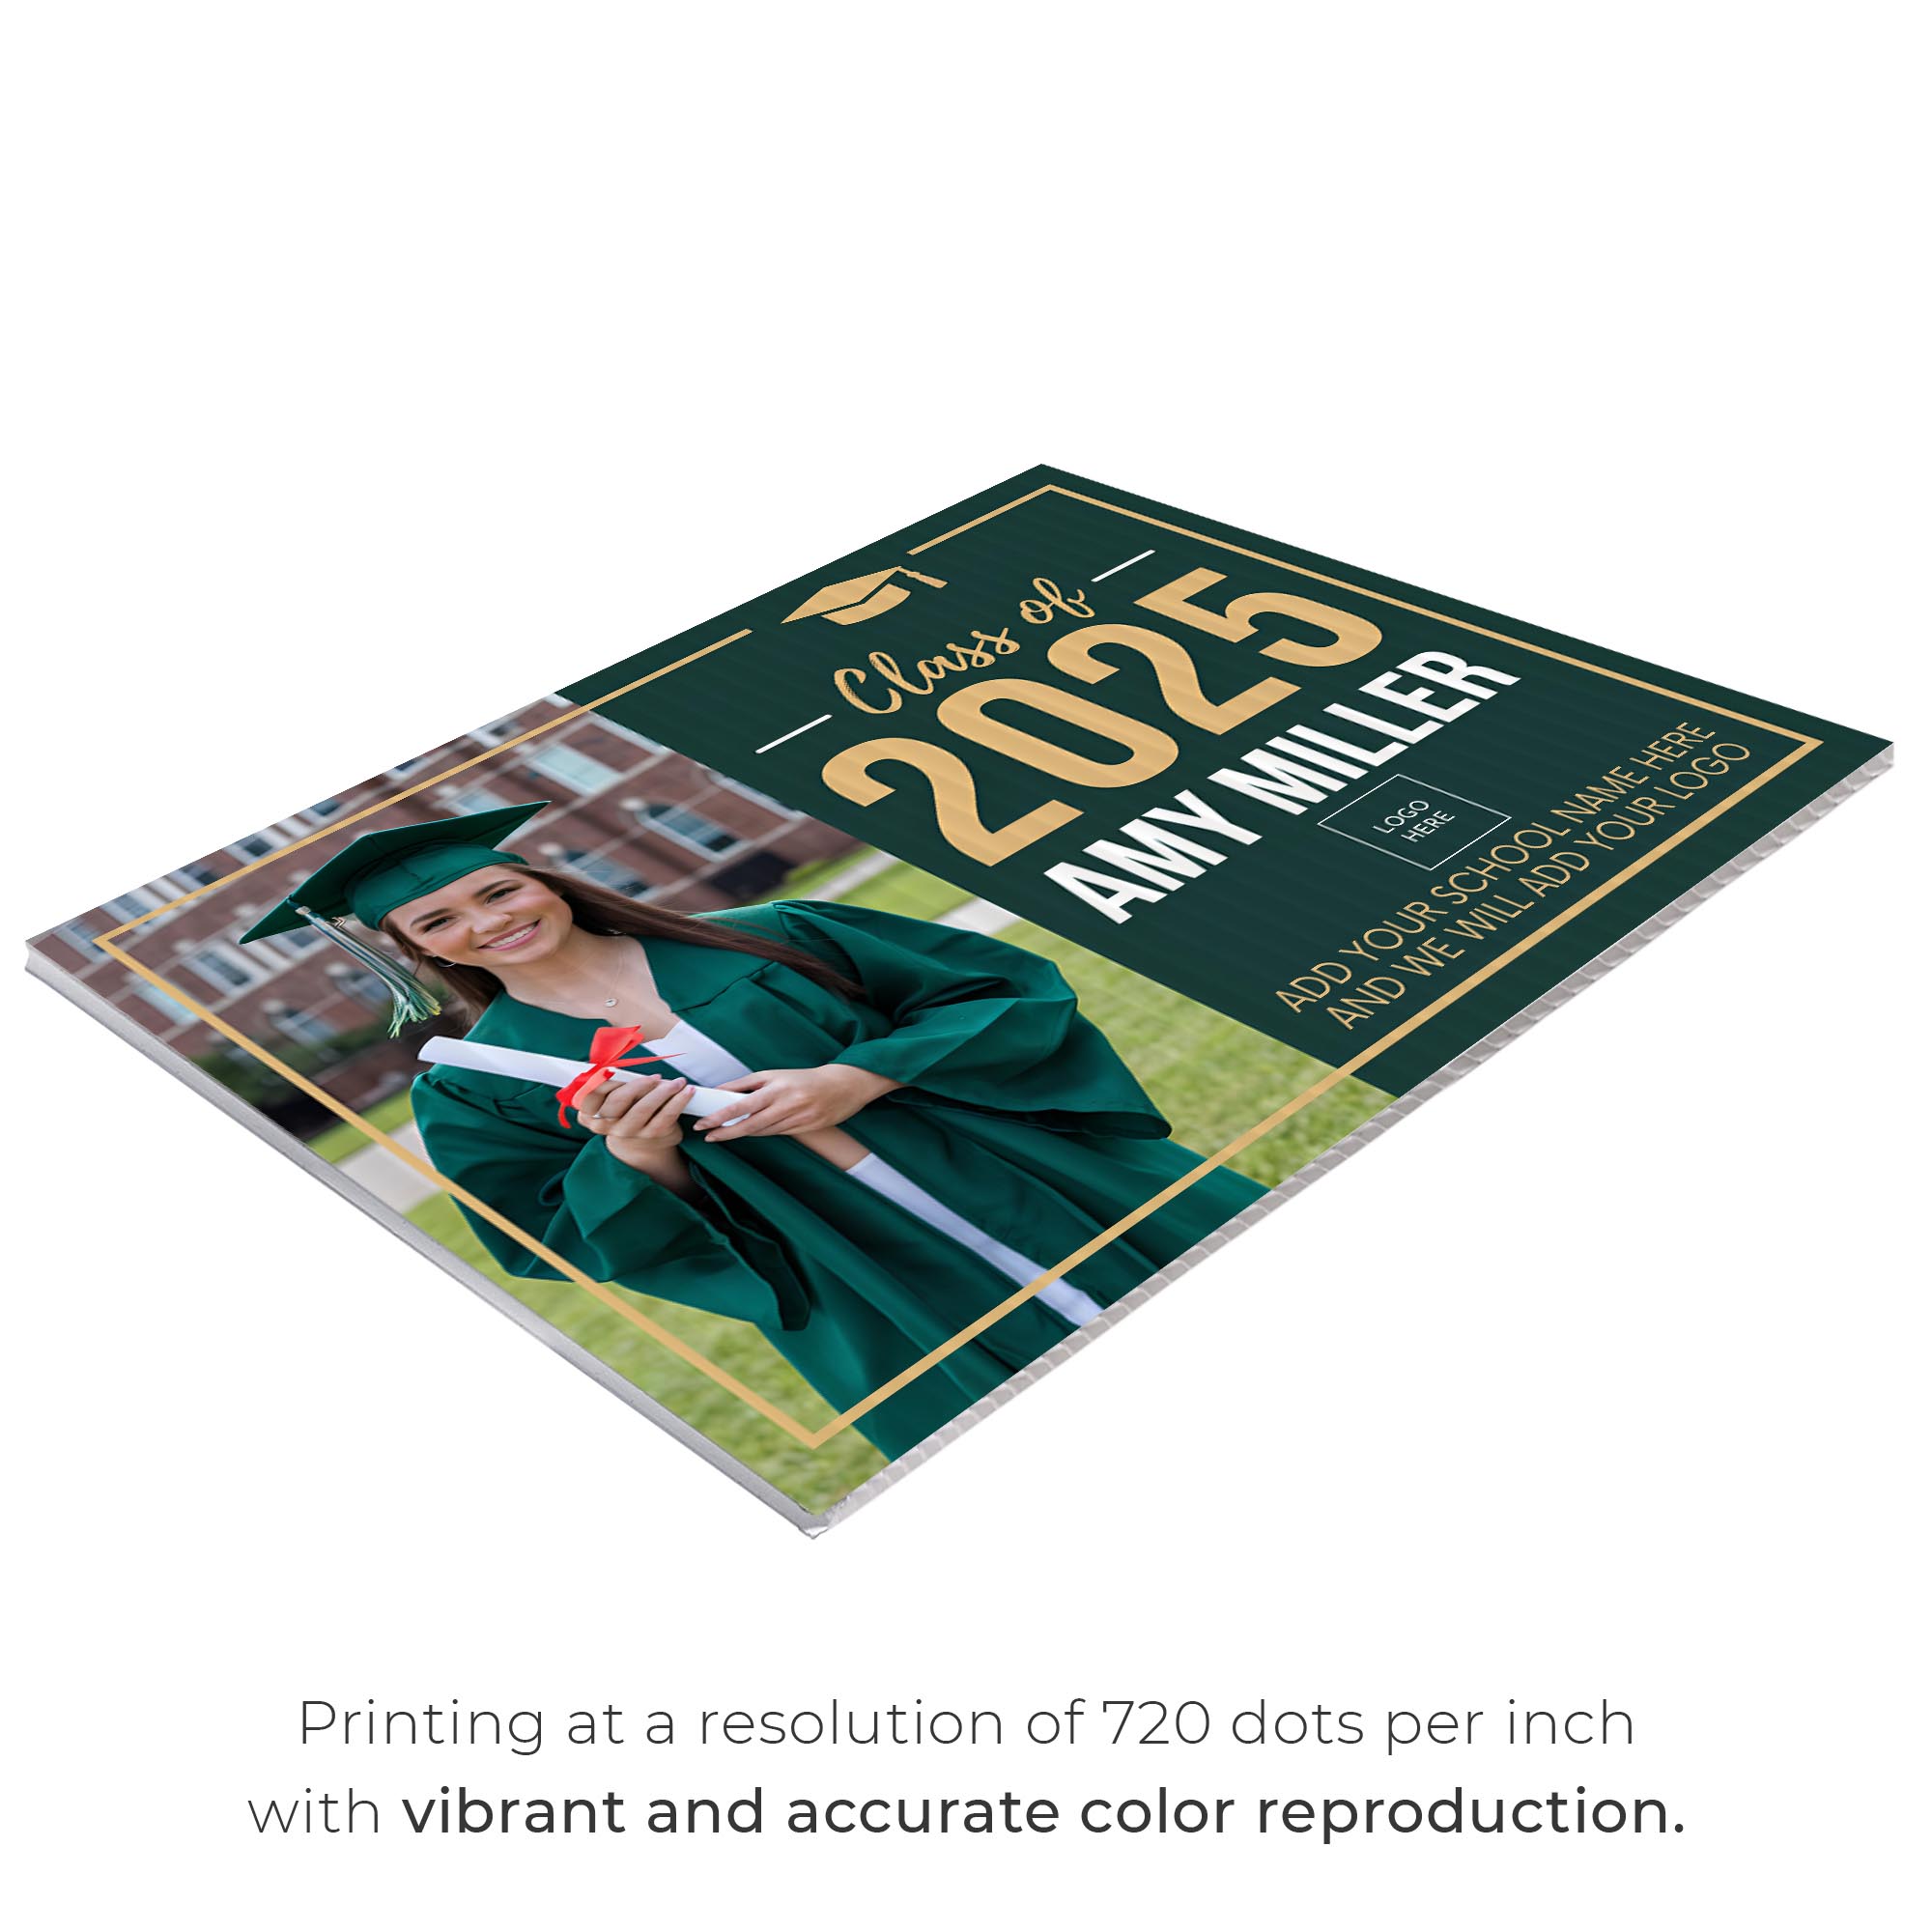 Class of
2025
AMY MILLER
LOGO
HERE
ADD YOUR SCHOOL NAME HERE
AND WE WILL ADD YOUR LOGO
Printing at a resolution of 720 dots per inch
with vibrant and accurate color reproduction.